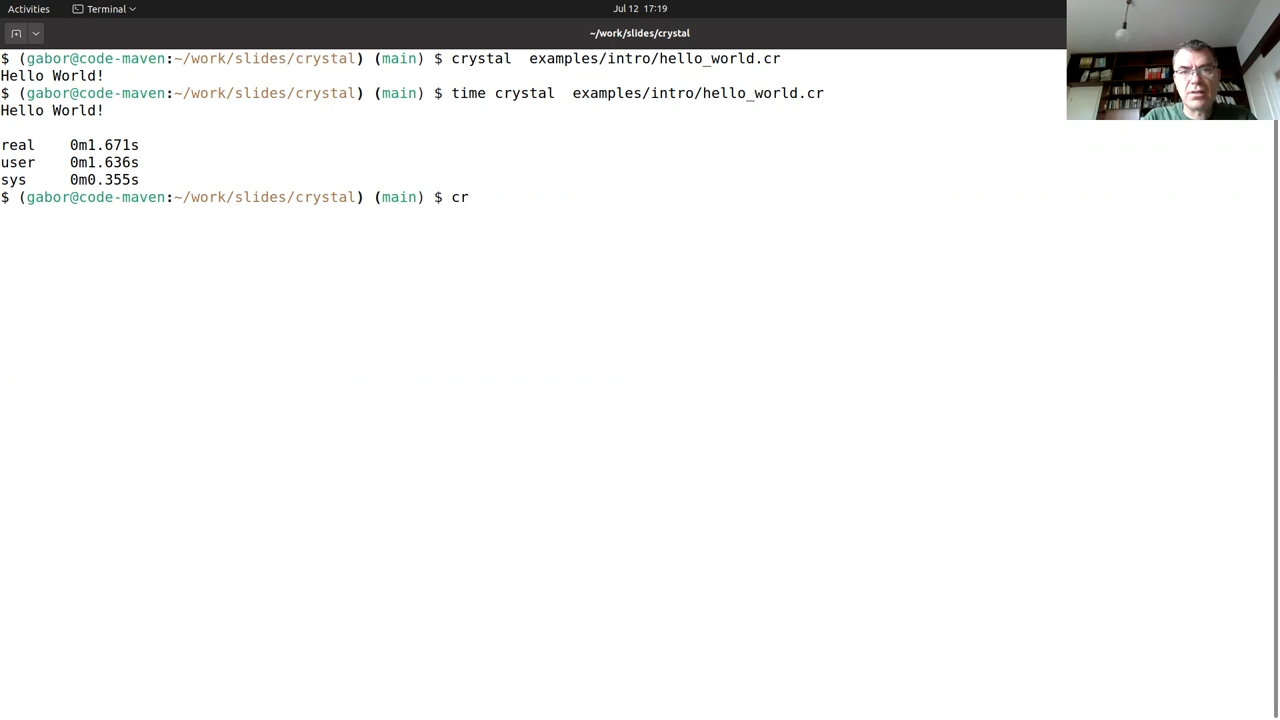 Activities Terminal Jul 12 17:19
~/work/slides/crystal
$ (gabor@code-maven:~/work/slides/crystal) (main) $ crystal  examples/intro/hello_world.cr
Hello World!
$ (gabor@code-maven:~/work/slides/crystal) (main) $ time crystal  examples/intro/hello_world.cr
Hello World!
real    0m1.671s
user    0m1.636s
sys     0m0.355s
$ (gabor@code-maven:~/work/slides/crystal) (main) $ cr